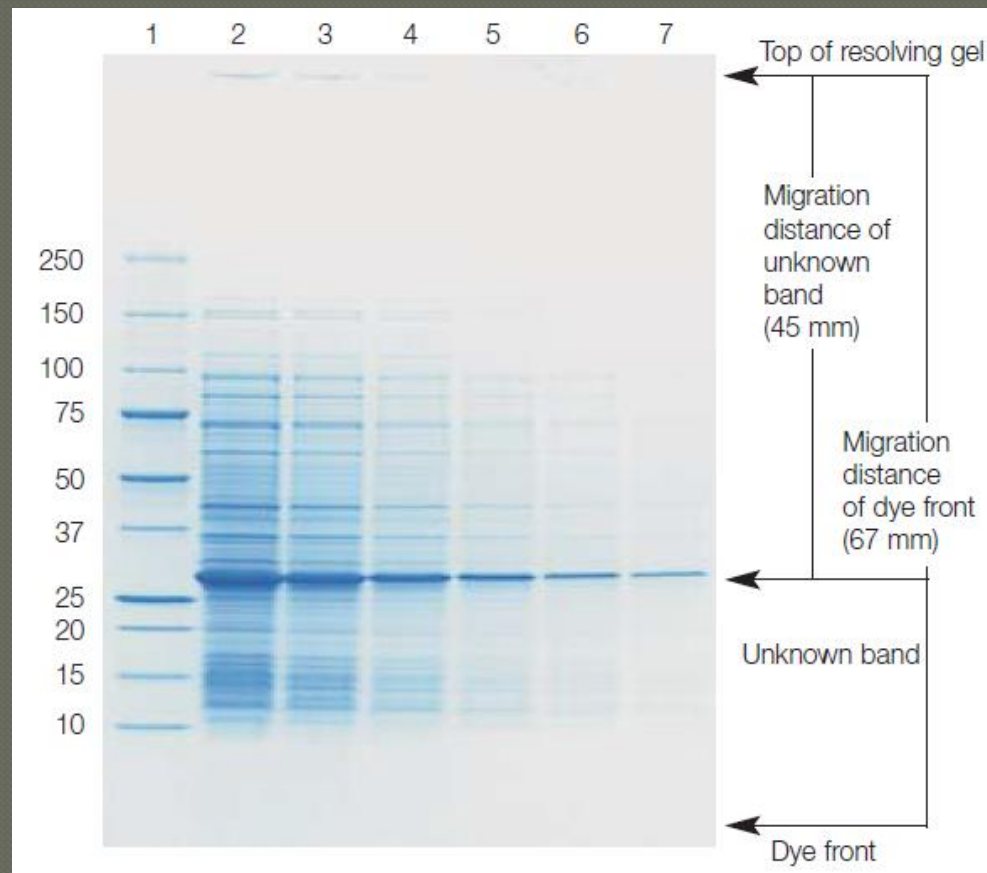 1 2 3 4 5 6 7
Top of resolving gel
Migration
distance of
unknown
band
(45 mm)
250
150
100
75
50
37
25
20
15
10
Migration
distance
of dye front
(67 mm)
Unknown band
Dye front